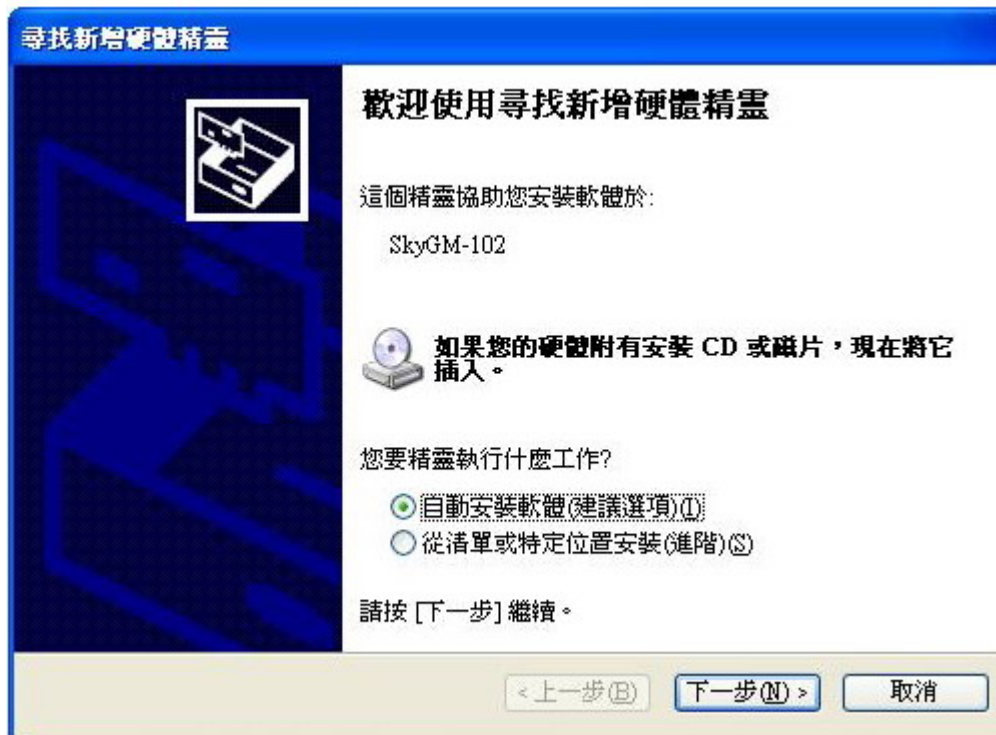 尋找新增硬體精靈
歡迎使用尋找新增硬體精靈
這個精靈協助您安裝軟體於:
SkyGM-102
如果您的硬體附有安裝 CD 或磁片，現在將它
插入。
您要精靈執行什麼工作?
自動安裝軟體(建議選項)(I)
從清單或特定位置安裝(進階)(S)
請按 [下一步] 繼續。
<上一步(B) 下一步(N) > 取消